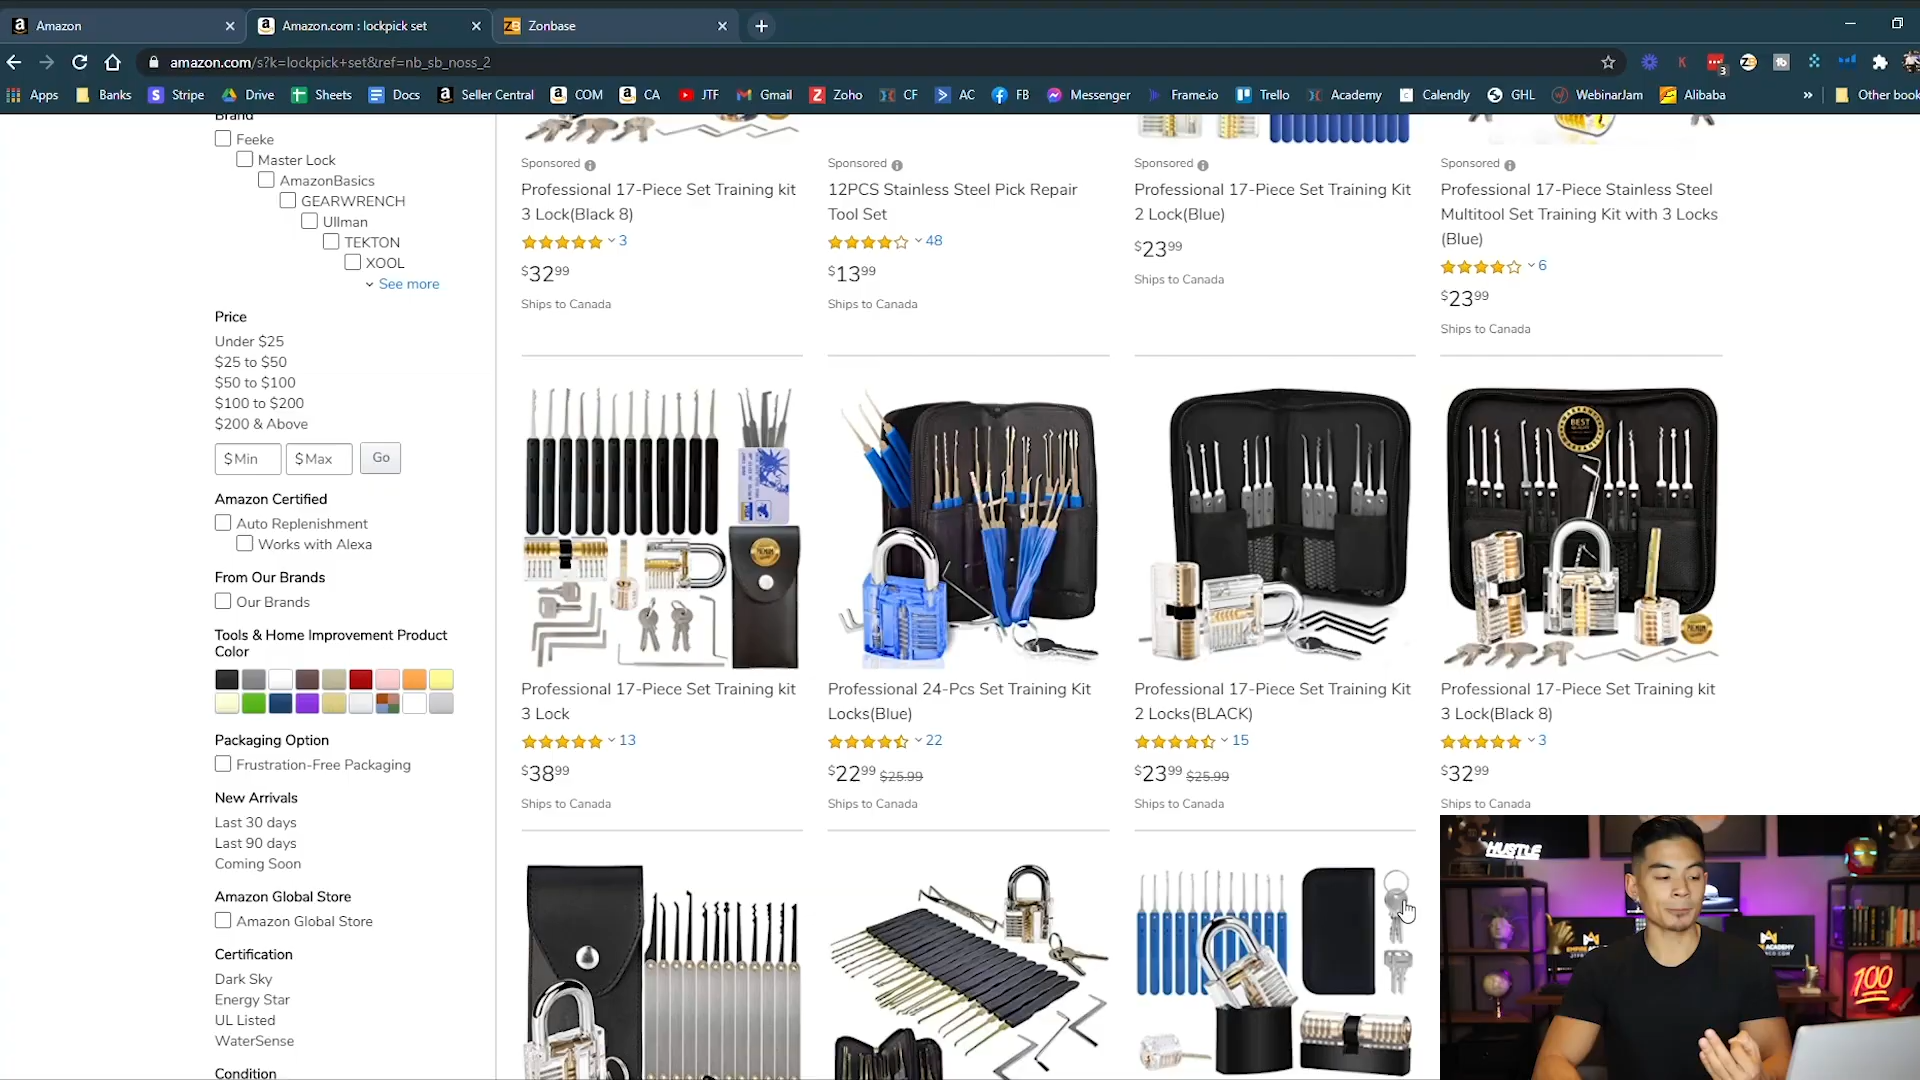 Amazon
Amazon.com : lockpick set
Zonbase
amazon.com/s?k=lockpick+set&ref=nb_sb_noss_2
Apps Banks Stripe Drive Sheets Docs Seller Central COM CA JTF Gmail Zoho CF AC FB Messenger Frame.io Trello Academy Calendly GHL WebinarJam Alibaba » Other book
Brand
Feeke
Master Lock
AmazonBasics
GEARWRENCH
Ullman
TEKTON
XOOL
See more
Price
Under $25
$25 to $50
$50 to $100
$100 to $200
$200 & Above
$ Min $ Max Go
Amazon Certified
Auto Replenishment
Works with Alexa
From Our Brands
Our Brands
Tools & Home Improvement Product
Color
Packaging Option
Frustration-Free Packaging
New Arrivals
Last 30 days
Last 90 days
Coming Soon
Amazon Global Store
Amazon Global Store
Certification
Dark Sky
Energy Star
UL Listed
WaterSense
Condition
Sponsored
Professional 17-Piece Set Training kit
3 Lock(Black 8)
3
$32.99
Ships to Canada
Sponsored
12PCS Stainless Steel Pick Repair
Tool Set
48
$13.99
Ships to Canada
Sponsored
Professional 17-Piece Set Training Kit
2 Lock(Blue)
$23.99
Ships to Canada
Sponsored
Professional 17-Piece Stainless Steel
Multitool Set Training Kit with 3 Locks
(Blue)
6
$23.99
Ships to Canada
Professional 17-Piece Set Training kit
3 Lock
13
$38.99
Ships to Canada
Professional 24-Pcs Set Training Kit
Locks(Blue)
22
$22.99 $25.99
Ships to Canada
Professional 17-Piece Set Training Kit
2 Locks(BLACK)
15
$23.99 $25.99
Ships to Canada
BEST
Professional 17-Piece Set Training kit
3 Lock(Black 8)
3
$32.99
Ships to Canada
HUSTLE
100